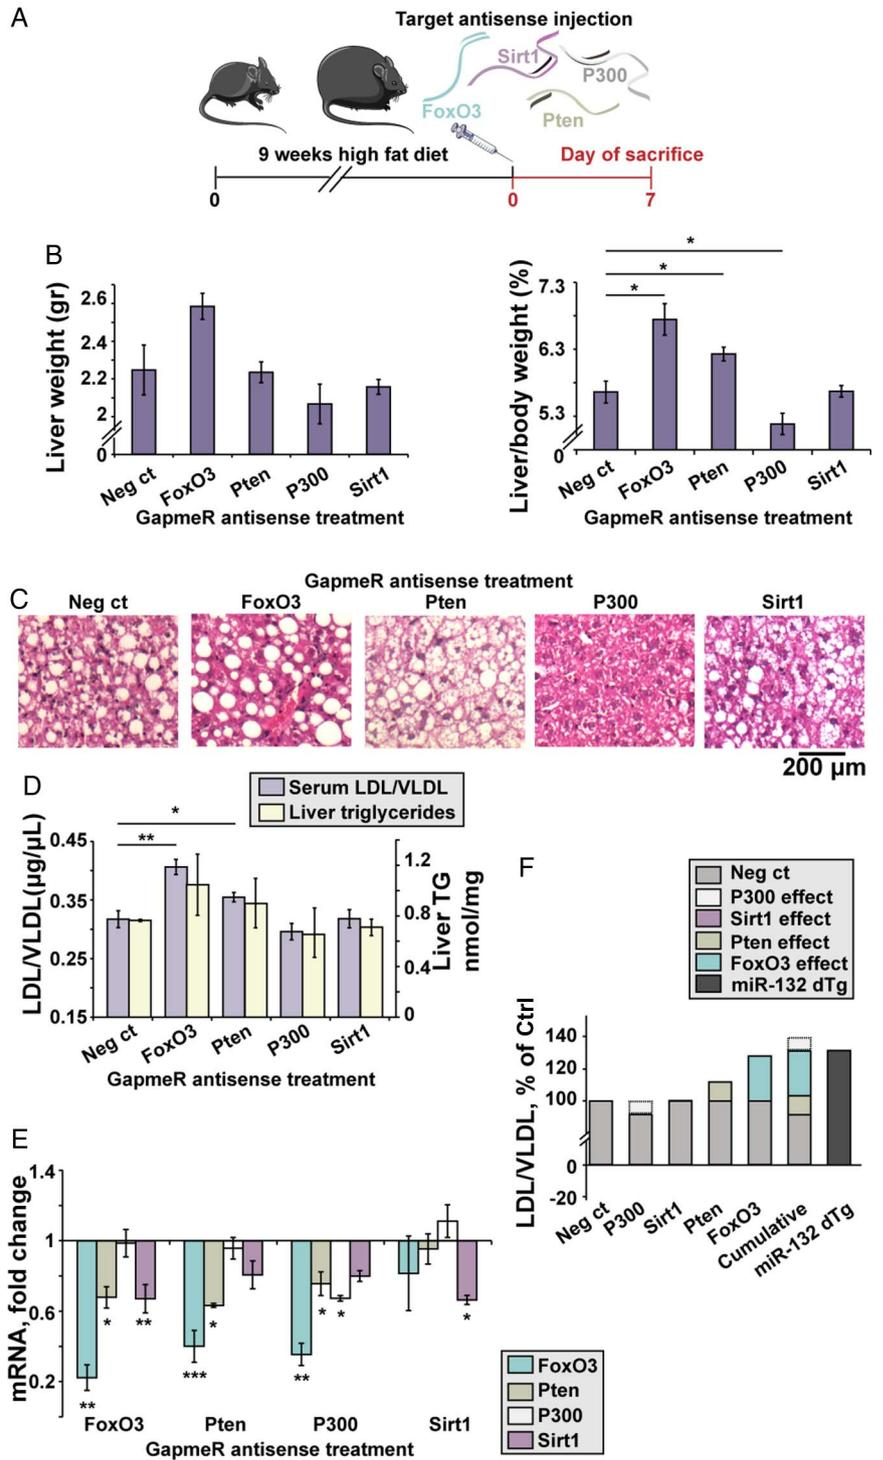 A
Target antisense injection
Sirt1
P300
FoxO3
Pten
9 weeks high fat diet
Day of sacrifice
0
0
7
B
Liver weight (gr)
2.6
2.4
2.2
2
0
Neg ct
FoxO3
Pten
P300
Sirt1
GapmeR antisense treatment
Liver/body weight (%)
7.3
6.3
5.3
0
*
*
*
Neg ct
FoxO3
Pten
P300
Sirt1
GapmeR antisense treatment
C
GapmeR antisense treatment
Neg ct
FoxO3
Pten
P300
Sirt1
200 µm
D
Serum LDL/VLDL
Liver triglycerides
*
**
LDL/VLDL(µg/µL)
0.45
0.35
0.25
0.15
1.2
0.8
0.4
0
Liver TG
nmol/mg
Neg ct
FoxO3
Pten
P300
Sirt1
GapmeR antisense treatment
E
mRNA, fold change
1.4
1
0.6
0.2
**
*
**
***
*
**
*
*
*
FoxO3
Pten
P300
Sirt1
GapmeR antisense treatment
FoxO3
Pten
P300
Sirt1
F
Neg ct
P300 effect
Sirt1 effect
Pten effect
FoxO3 effect
miR-132 dTg
LDL/VLDL, % of Ctrl
140
120
100
0
-20
Neg ct
P300
Sirt1
Pten
FoxO3
Cumulative
miR-132 dTg